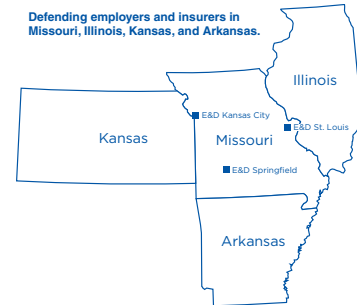 Defending employers and insurers in
Missouri, Illinois, Kansas, and Arkansas.
Illinois
E&D Kansas City
E&D St. Louis
Kansas
Missouri
E&D Springfield
Arkansas